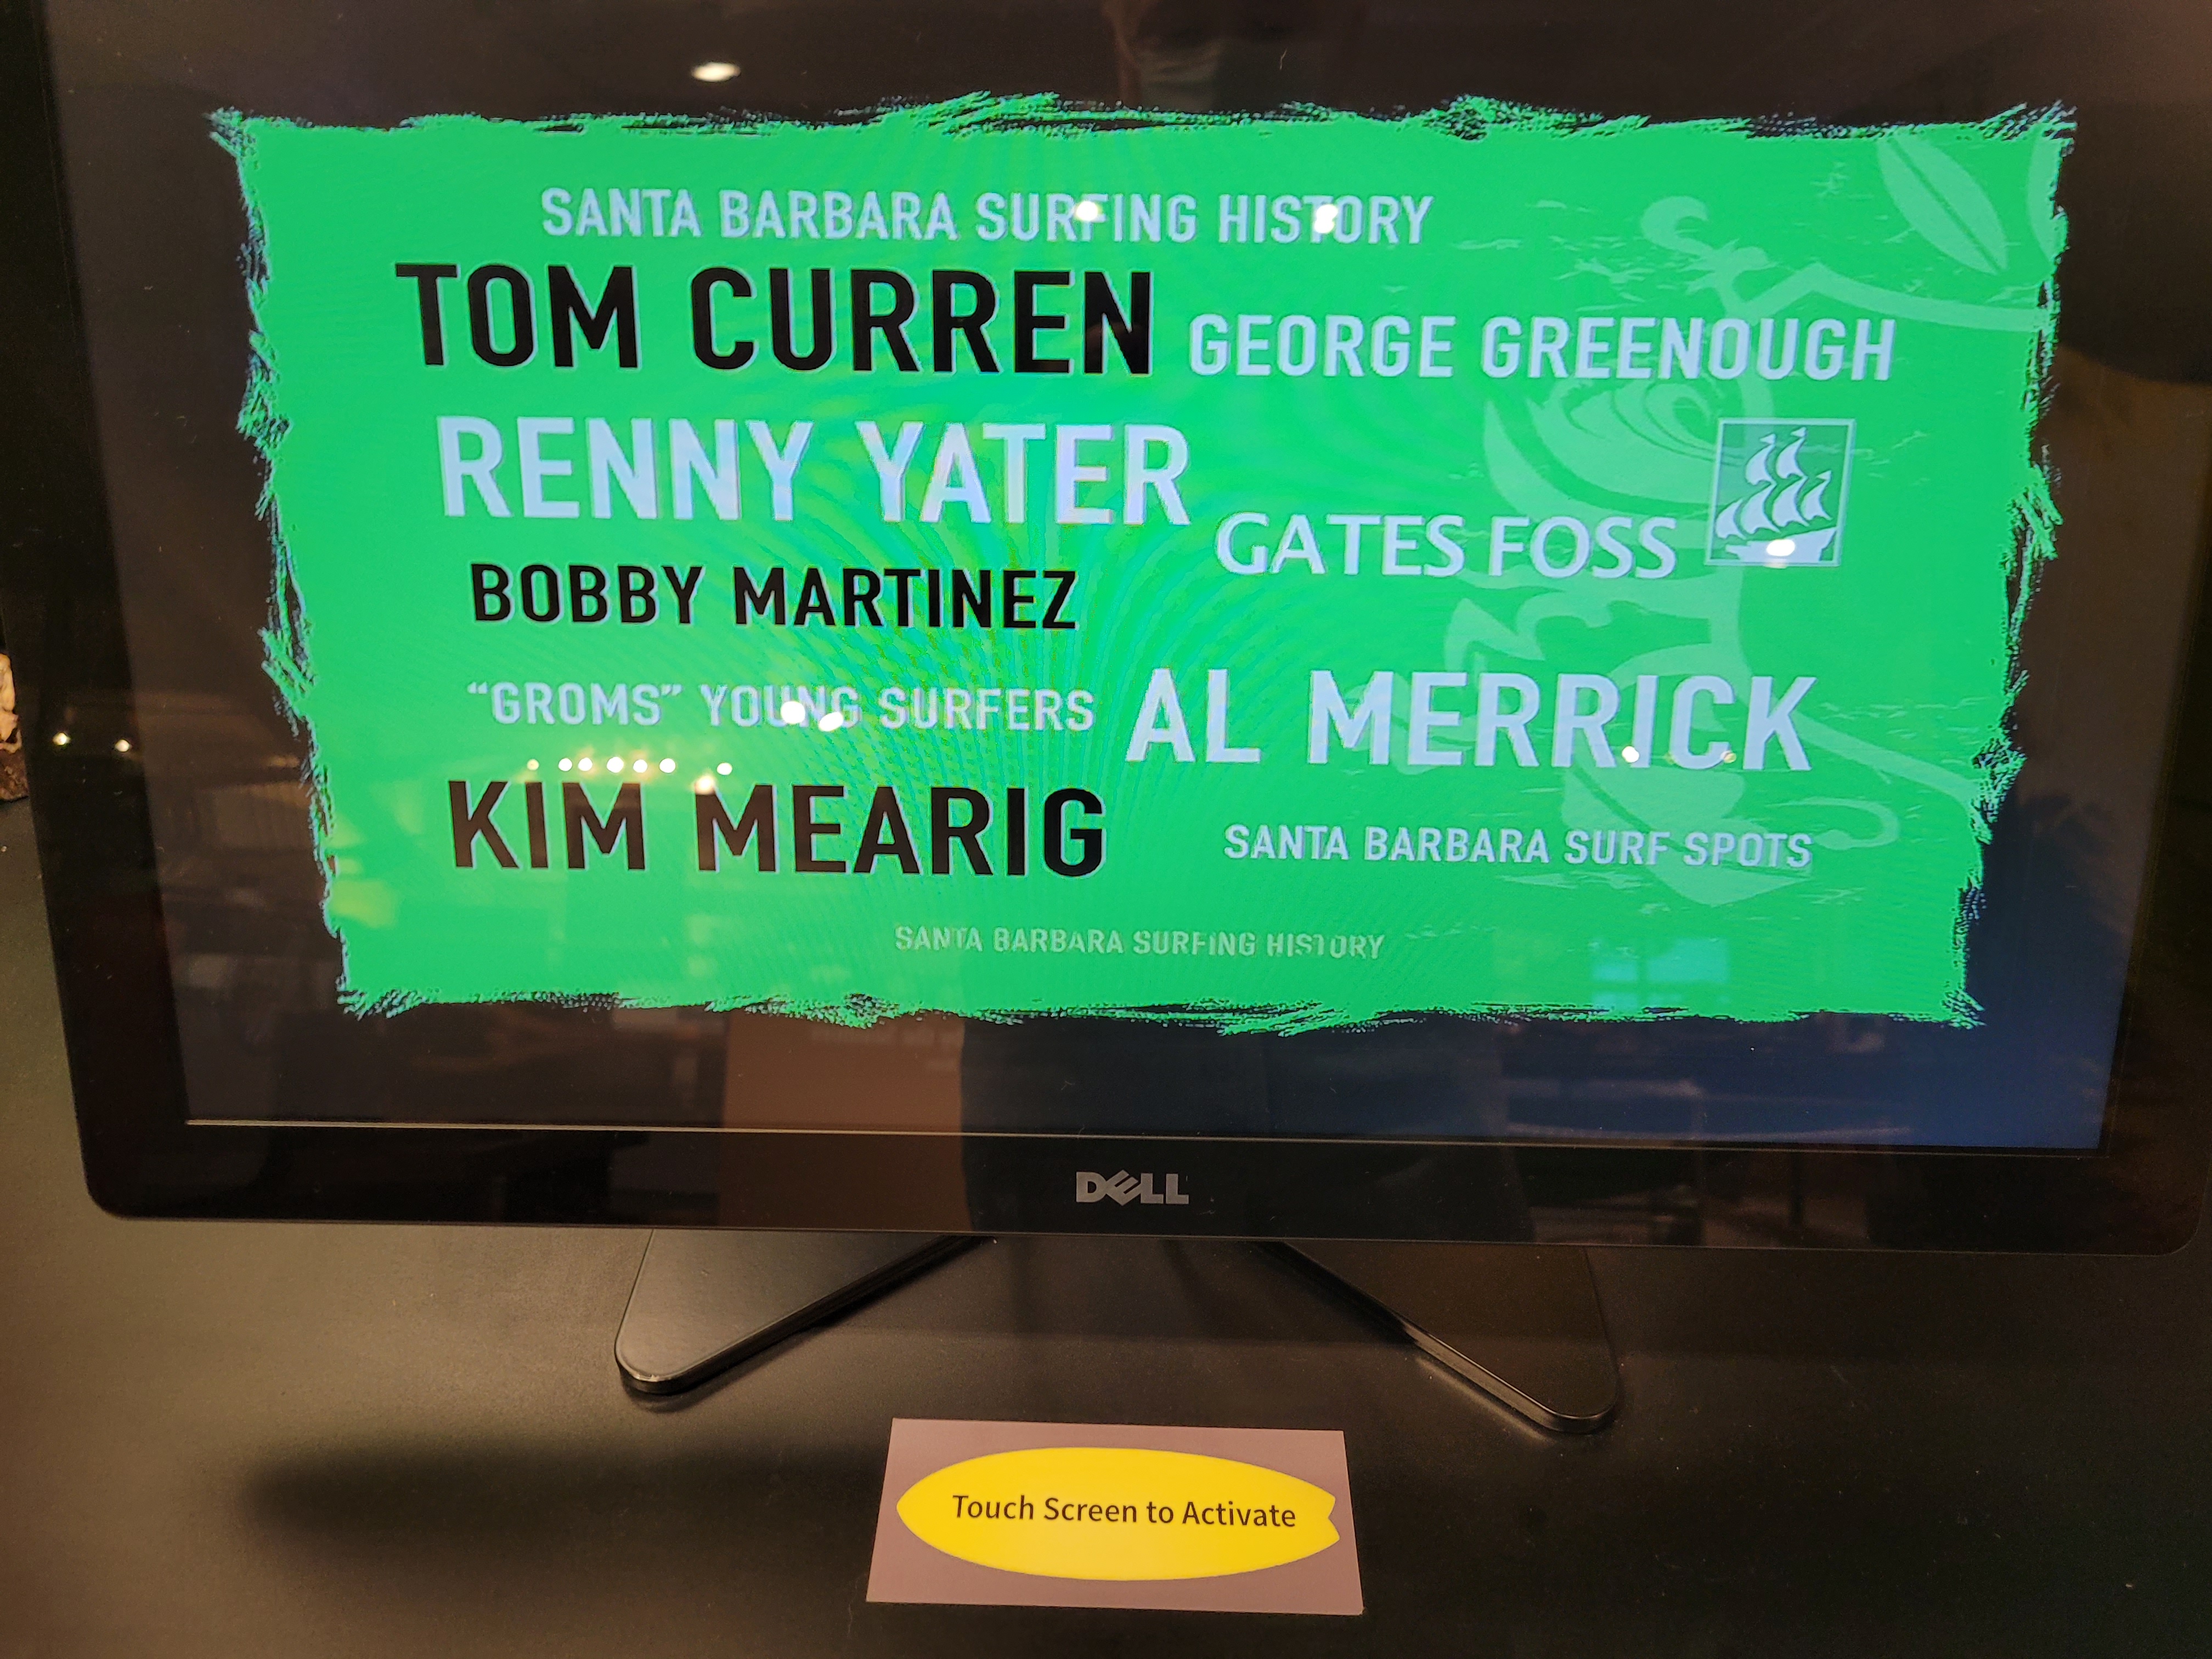 SANTA BARBARA SURFING HISTORY
TOM CURREN
GEORGE GREENOUGH
RENNY YATER
GATES FOSS
BOBBY MARTINEZ
“GROMS” YOUNG SURFERS
AL MERRICK
KIM MEARIG
SANTA BARBARA SURF SPOTS
SANTA BARBARA SURFING HISTORY
DELL
Touch Screen to Activate